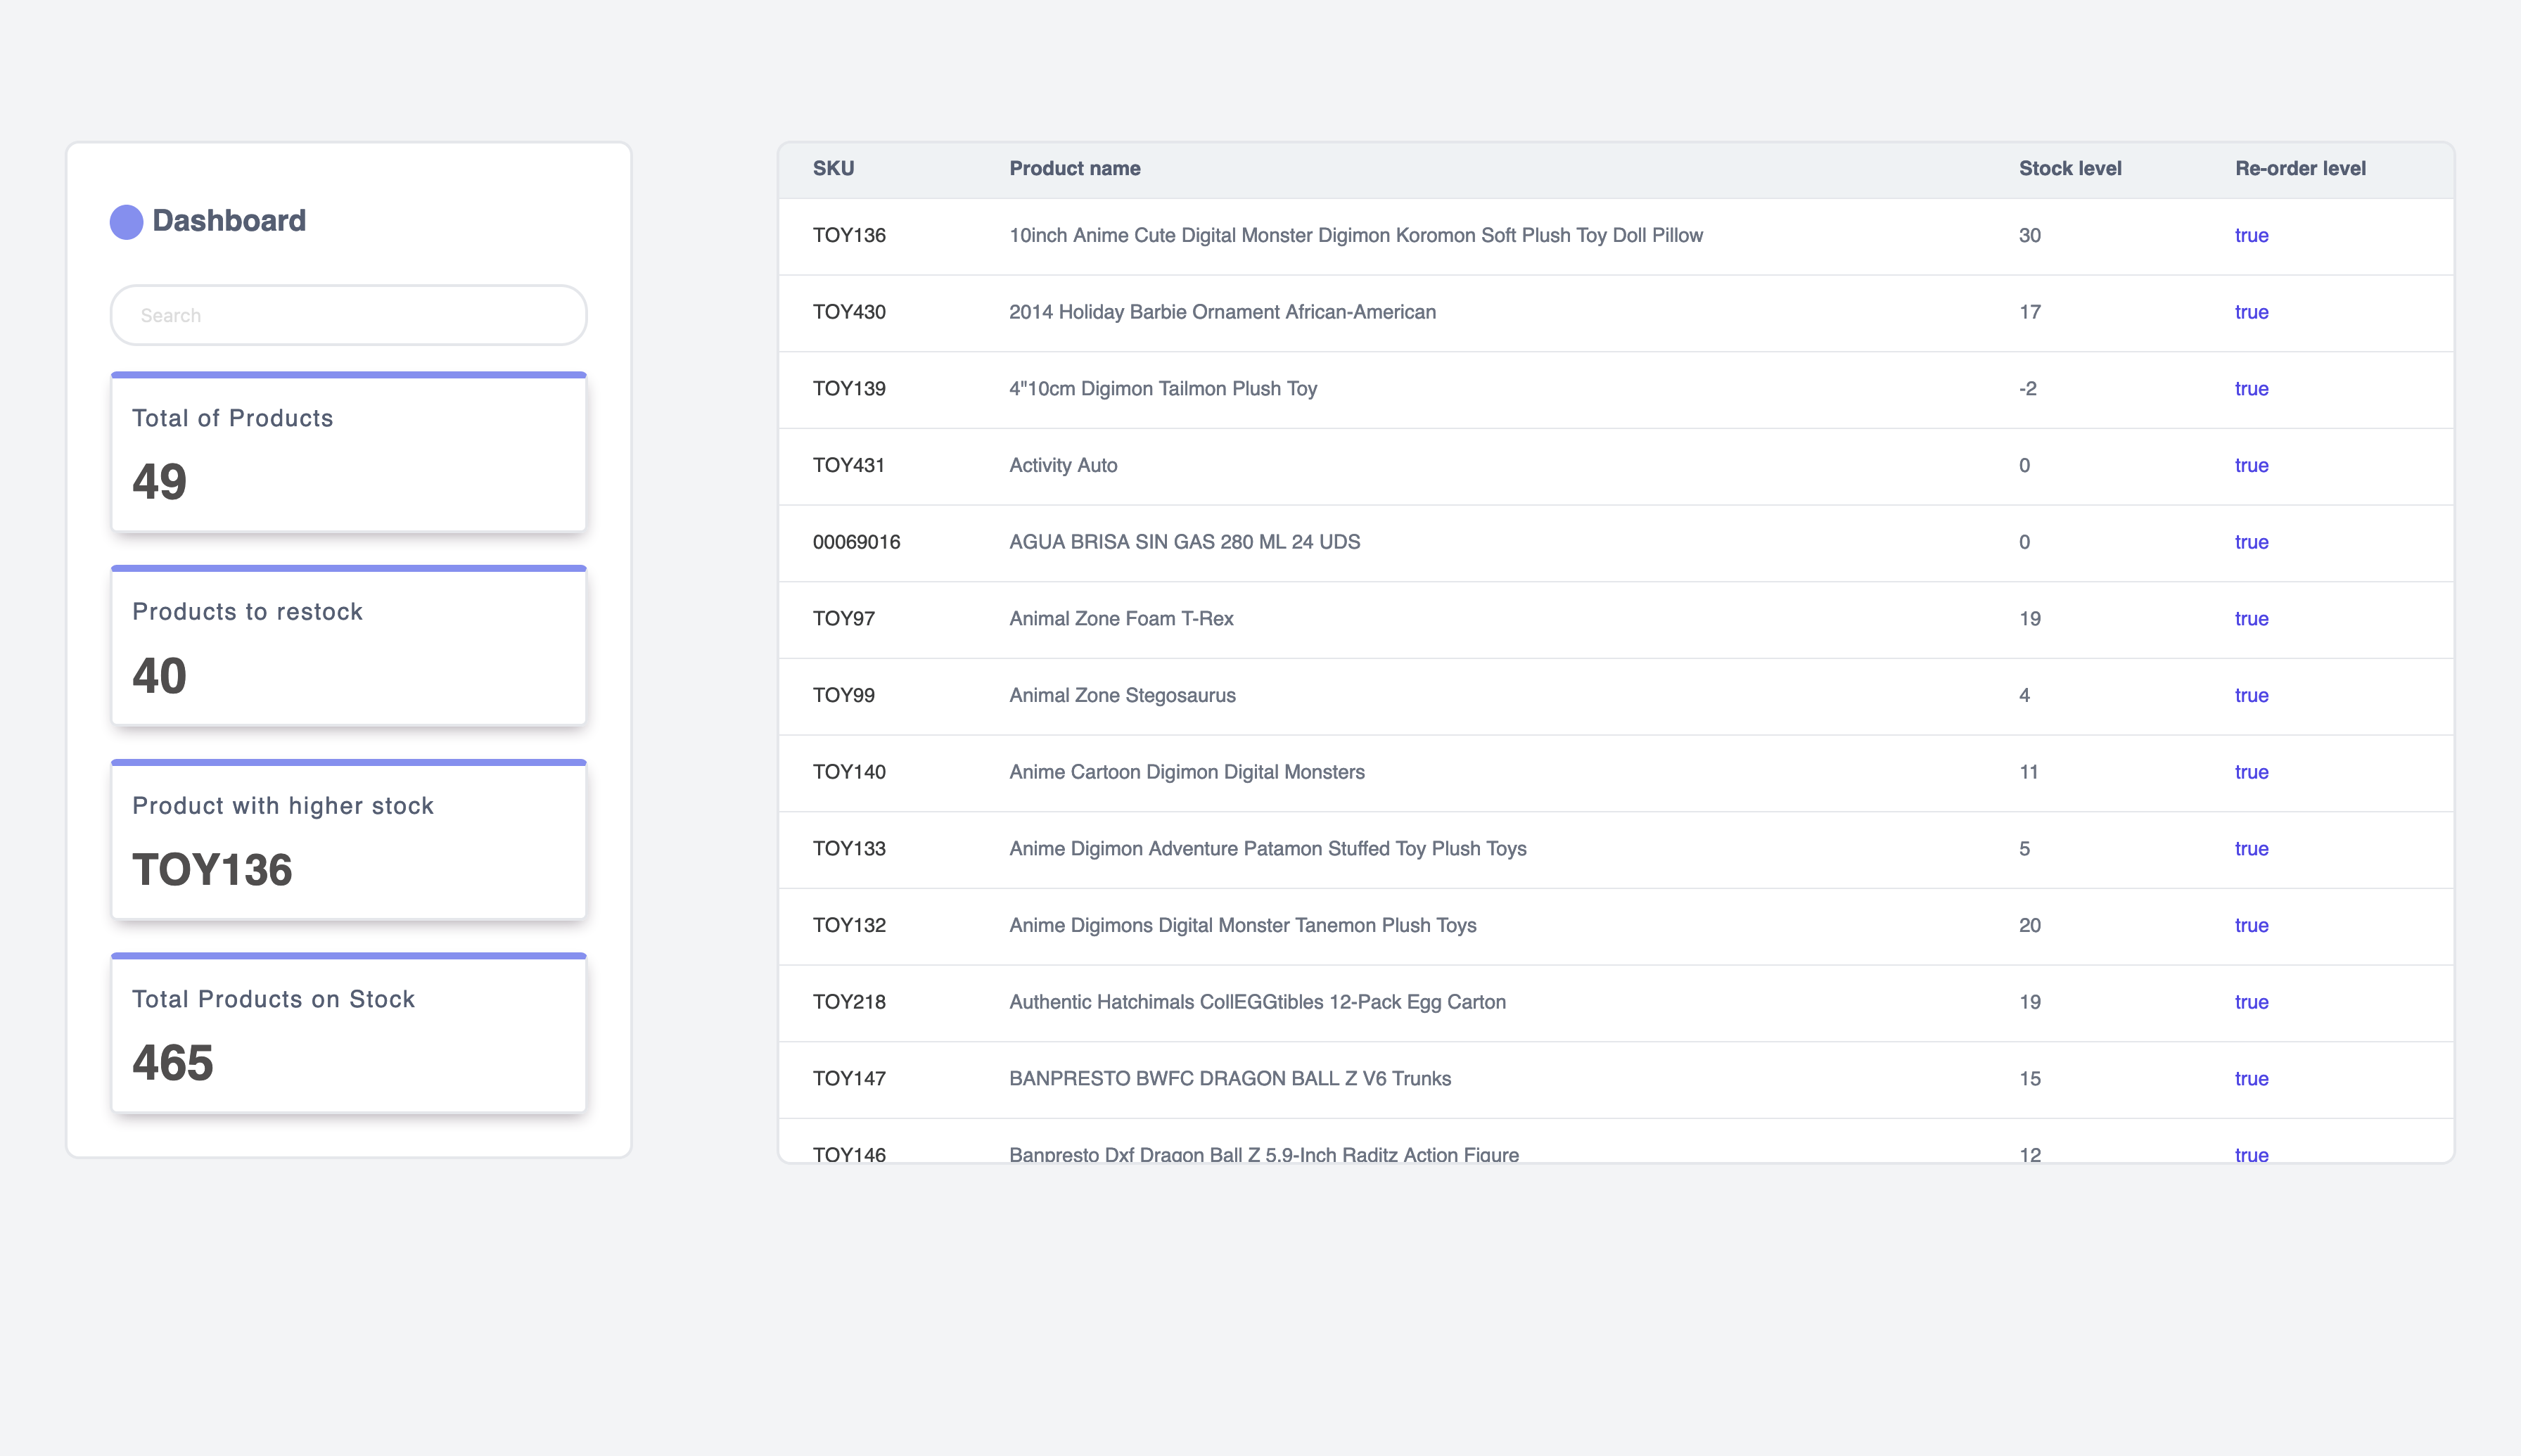 Dashboard
Search
Total of Products
49
Products to restock
40
Product with higher stock
TOY136
Total Products on Stock
465
SKU Product name Stock level Re-order level
TOY136 10inch Anime Cute Digital Monster Digimon Koromon Soft Plush Toy Doll Pillow 30 true
TOY430 2014 Holiday Barbie Ornament African-American 17 true
TOY139 4"10cm Digimon Tailmon Plush Toy -2 true
TOY431 Activity Auto 0 true
00069016 AGUA BRISA SIN GAS 280 ML 24 UDS 0 true
TOY97 Animal Zone Foam T-Rex 19 true
TOY99 Animal Zone Stegosaurus 4 true
TOY140 Anime Cartoon Digimon Digital Monsters 11 true
TOY133 Anime Digimon Adventure Patamon Stuffed Toy Plush Toys 5 true
TOY132 Anime Digimons Digital Monster Tanemon Plush Toys 20 true
TOY218 Authentic Hatchimals CollEGGtibles 12-Pack Egg Carton 19 true
TOY147 BANPRESTO BWFC DRAGON BALL Z V6 Trunks 15 true
TOY146 Banpresto Dxf Dragon Ball Z 5.9-Inch Raditz Action Figure 12 true